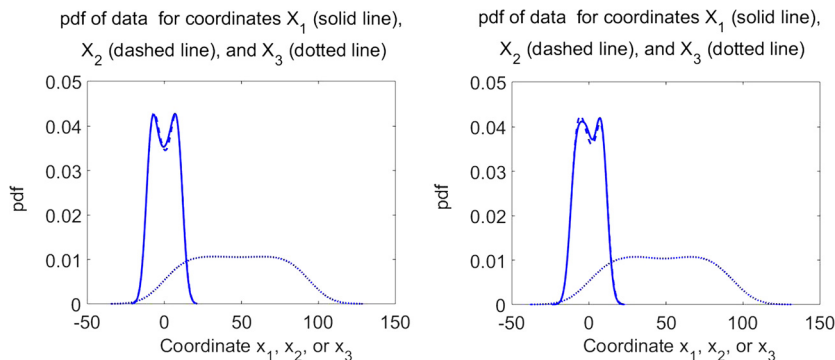 pdf of data for coordinates X1 (solid line),
X2 (dashed line), and X3 (dotted line)
0.05
0.04
0.03
0.02
0.01
0
-50
0
50
100
150
pdf
Coordinate x1, x2, or x3
pdf of data for coordinates X1 (solid line),
X2 (dashed line), and X3 (dotted line)
0.05
0.04
0.03
0.02
0.01
0
-50
0
50
100
150
pdf
Coordinate x1, x2, or x3